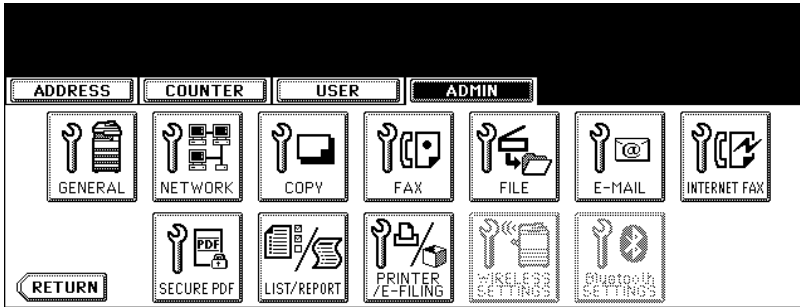 ADDRESS COUNTER USER ADMIN
GENERAL NETWORK COPY FAX FILE E-MAIL INTERNET FAX
@
PDF
SECURE PDF LIST/REPORT PRINTER /E-FILING WIRELESS SETTINGS Bluetooth SETTINGS
RETURN